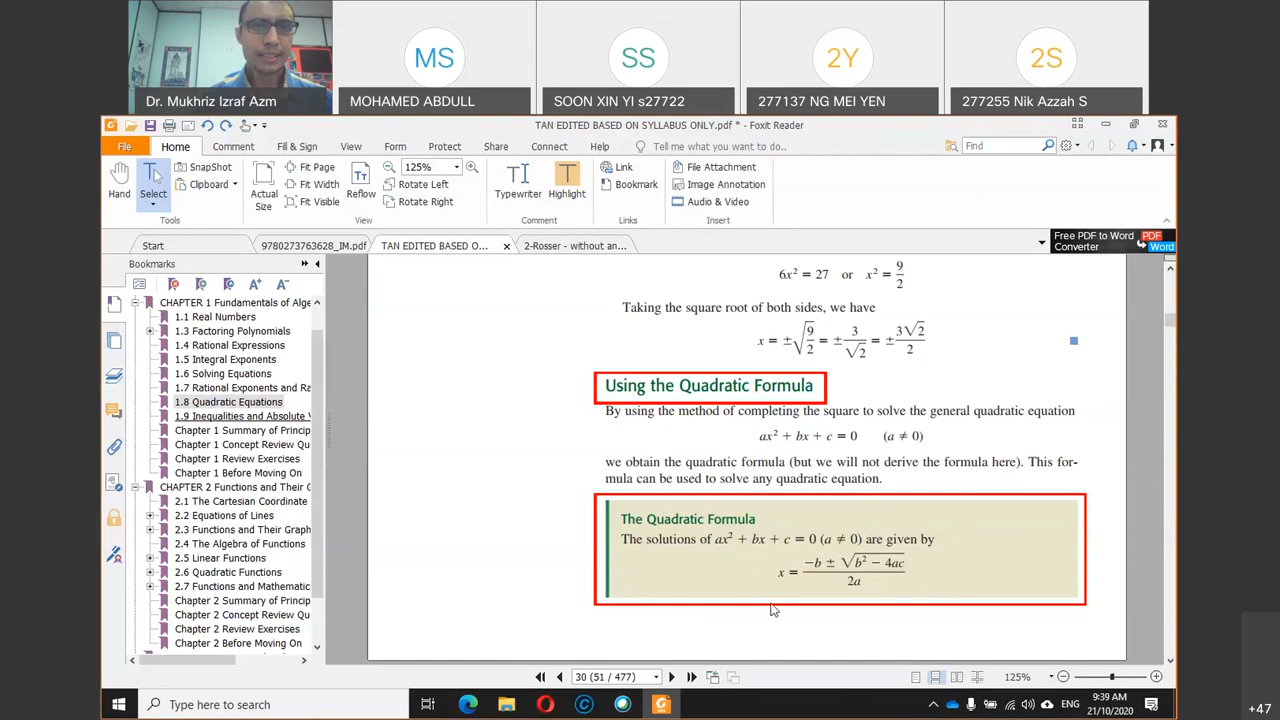 MS
SS
2Y
2S
Dr. Mukhriz Izraf Azm
MOHAMED ABDULL
SOON XIN YI s27722
277137 NG MEI YEN
277255 Nik Azzah S
TAN EDITED BASED ON SYLLABUS ONLY.pdf * - Foxit Reader
File
Home
Comment
Fill & Sign
View
Form
Protect
Share
Connect
Help
Tell me what you want to do...
Find
Hand
Select
SnapShot
Clipboard
Actual
Size
Fit Page
Fit Width
Fit Visible
Reflow
125%
Rotate Left
Rotate Right
Typewriter
Highlight
Link
Bookmark
File Attachment
Image Annotation
Audio & Video
Tools
View
Comment
Links
Insert
Start
9780273763628_IM.pdf
TAN EDITED BASED O...
2-Rosser - without an...
Free PDF to Word
Converter
PDF
Word
Bookmarks
CHAPTER 1 Fundamentals of Alge
1.1 Real Numbers
1.3 Factoring Polynomials
1.4 Rational Expressions
1.5 Integral Exponents
1.6 Solving Equations
1.7 Rational Exponents and Ra
1.8 Quadratic Equations
1.9 Inequalities and Absolute V
Chapter 1 Summary of Princip
Chapter 1 Concept Review Qu
Chapter 1 Review Exercises
Chapter 1 Before Moving On
CHAPTER 2 Functions and Their G
2.1 The Cartesian Coordinate
2.2 Equations of Lines
2.3 Functions and Their Graph
2.4 The Algebra of Functions
2.5 Linear Functions
2.6 Quadratic Functions
2.7 Functions and Mathematic
Chapter 2 Summary of Princip
Chapter 2 Concept Review Qu
Chapter 2 Review Exercises
Chapter 2 Before Moving On
6x² = 27 or x² = 9/2
Taking the square root of both sides, we have
x = ±√(9/2) = ± 3/√2 = ± 3√2/2
Using the Quadratic Formula
By using the method of completing the square to solve the general quadratic equation
ax² + bx + c = 0 (a ≠ 0)
we obtain the quadratic formula (but we will not derive the formula here). This for-
mula can be used to solve any quadratic equation.
The Quadratic Formula
The solutions of ax² + bx + c = 0 (a ≠ 0) are given by
x = (-b ± √(b² − 4ac))/2a
30 (51 / 477)
125%
Type here to search
ENG
9:39 AM
21/10/2020
+47